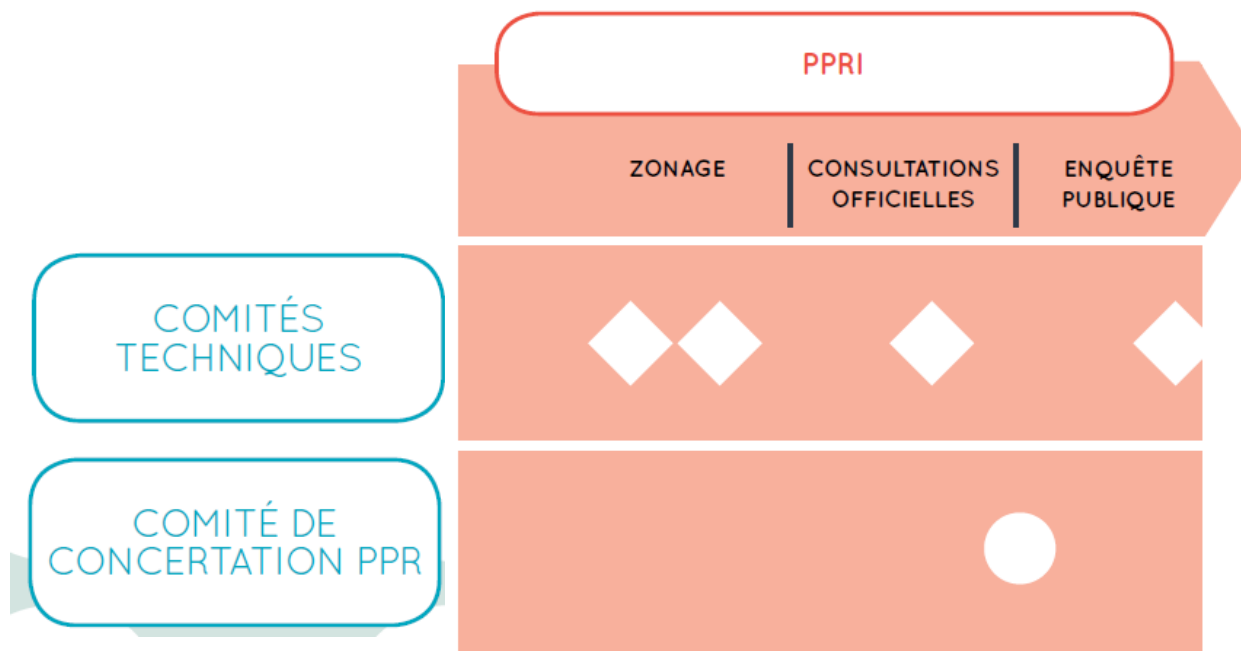 PPRI
ZONAGE
CONSULTATIONS
OFFICIELLES
ENQUÊTE
PUBLIQUE
COMITÉS
TECHNIQUES
COMITÉ DE
CONCERTATION PPR